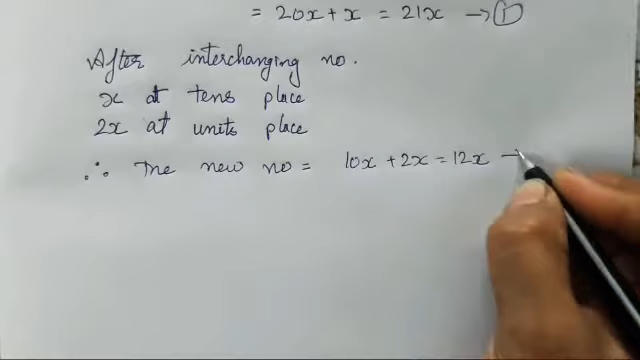 = 20x + x = 21x → ①
After interchanging no.
x at tens place
2x at units place
∴ The new no = 10x + 2x = 12x →